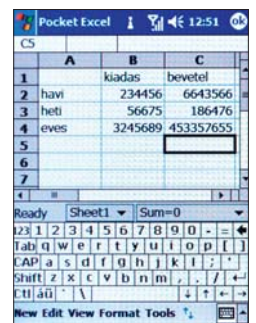 Pocket Excel 12:51 ok
C5
A B C
1 kiadas bevetel
2 havi 234456 6643566
3 heti 56675 186476
4 eves 3245689 453357655
5
6
7
Ready Sheet1 Sum=0
123 1 2 3 4 5 6 7 8 9 0 - =
Tab q w e r t y u i o p [ ]
CAP a s d f g h j k l ; '
Shift z x c v b n m , . /
Ctl áü ` \
New Edit View Format Tools